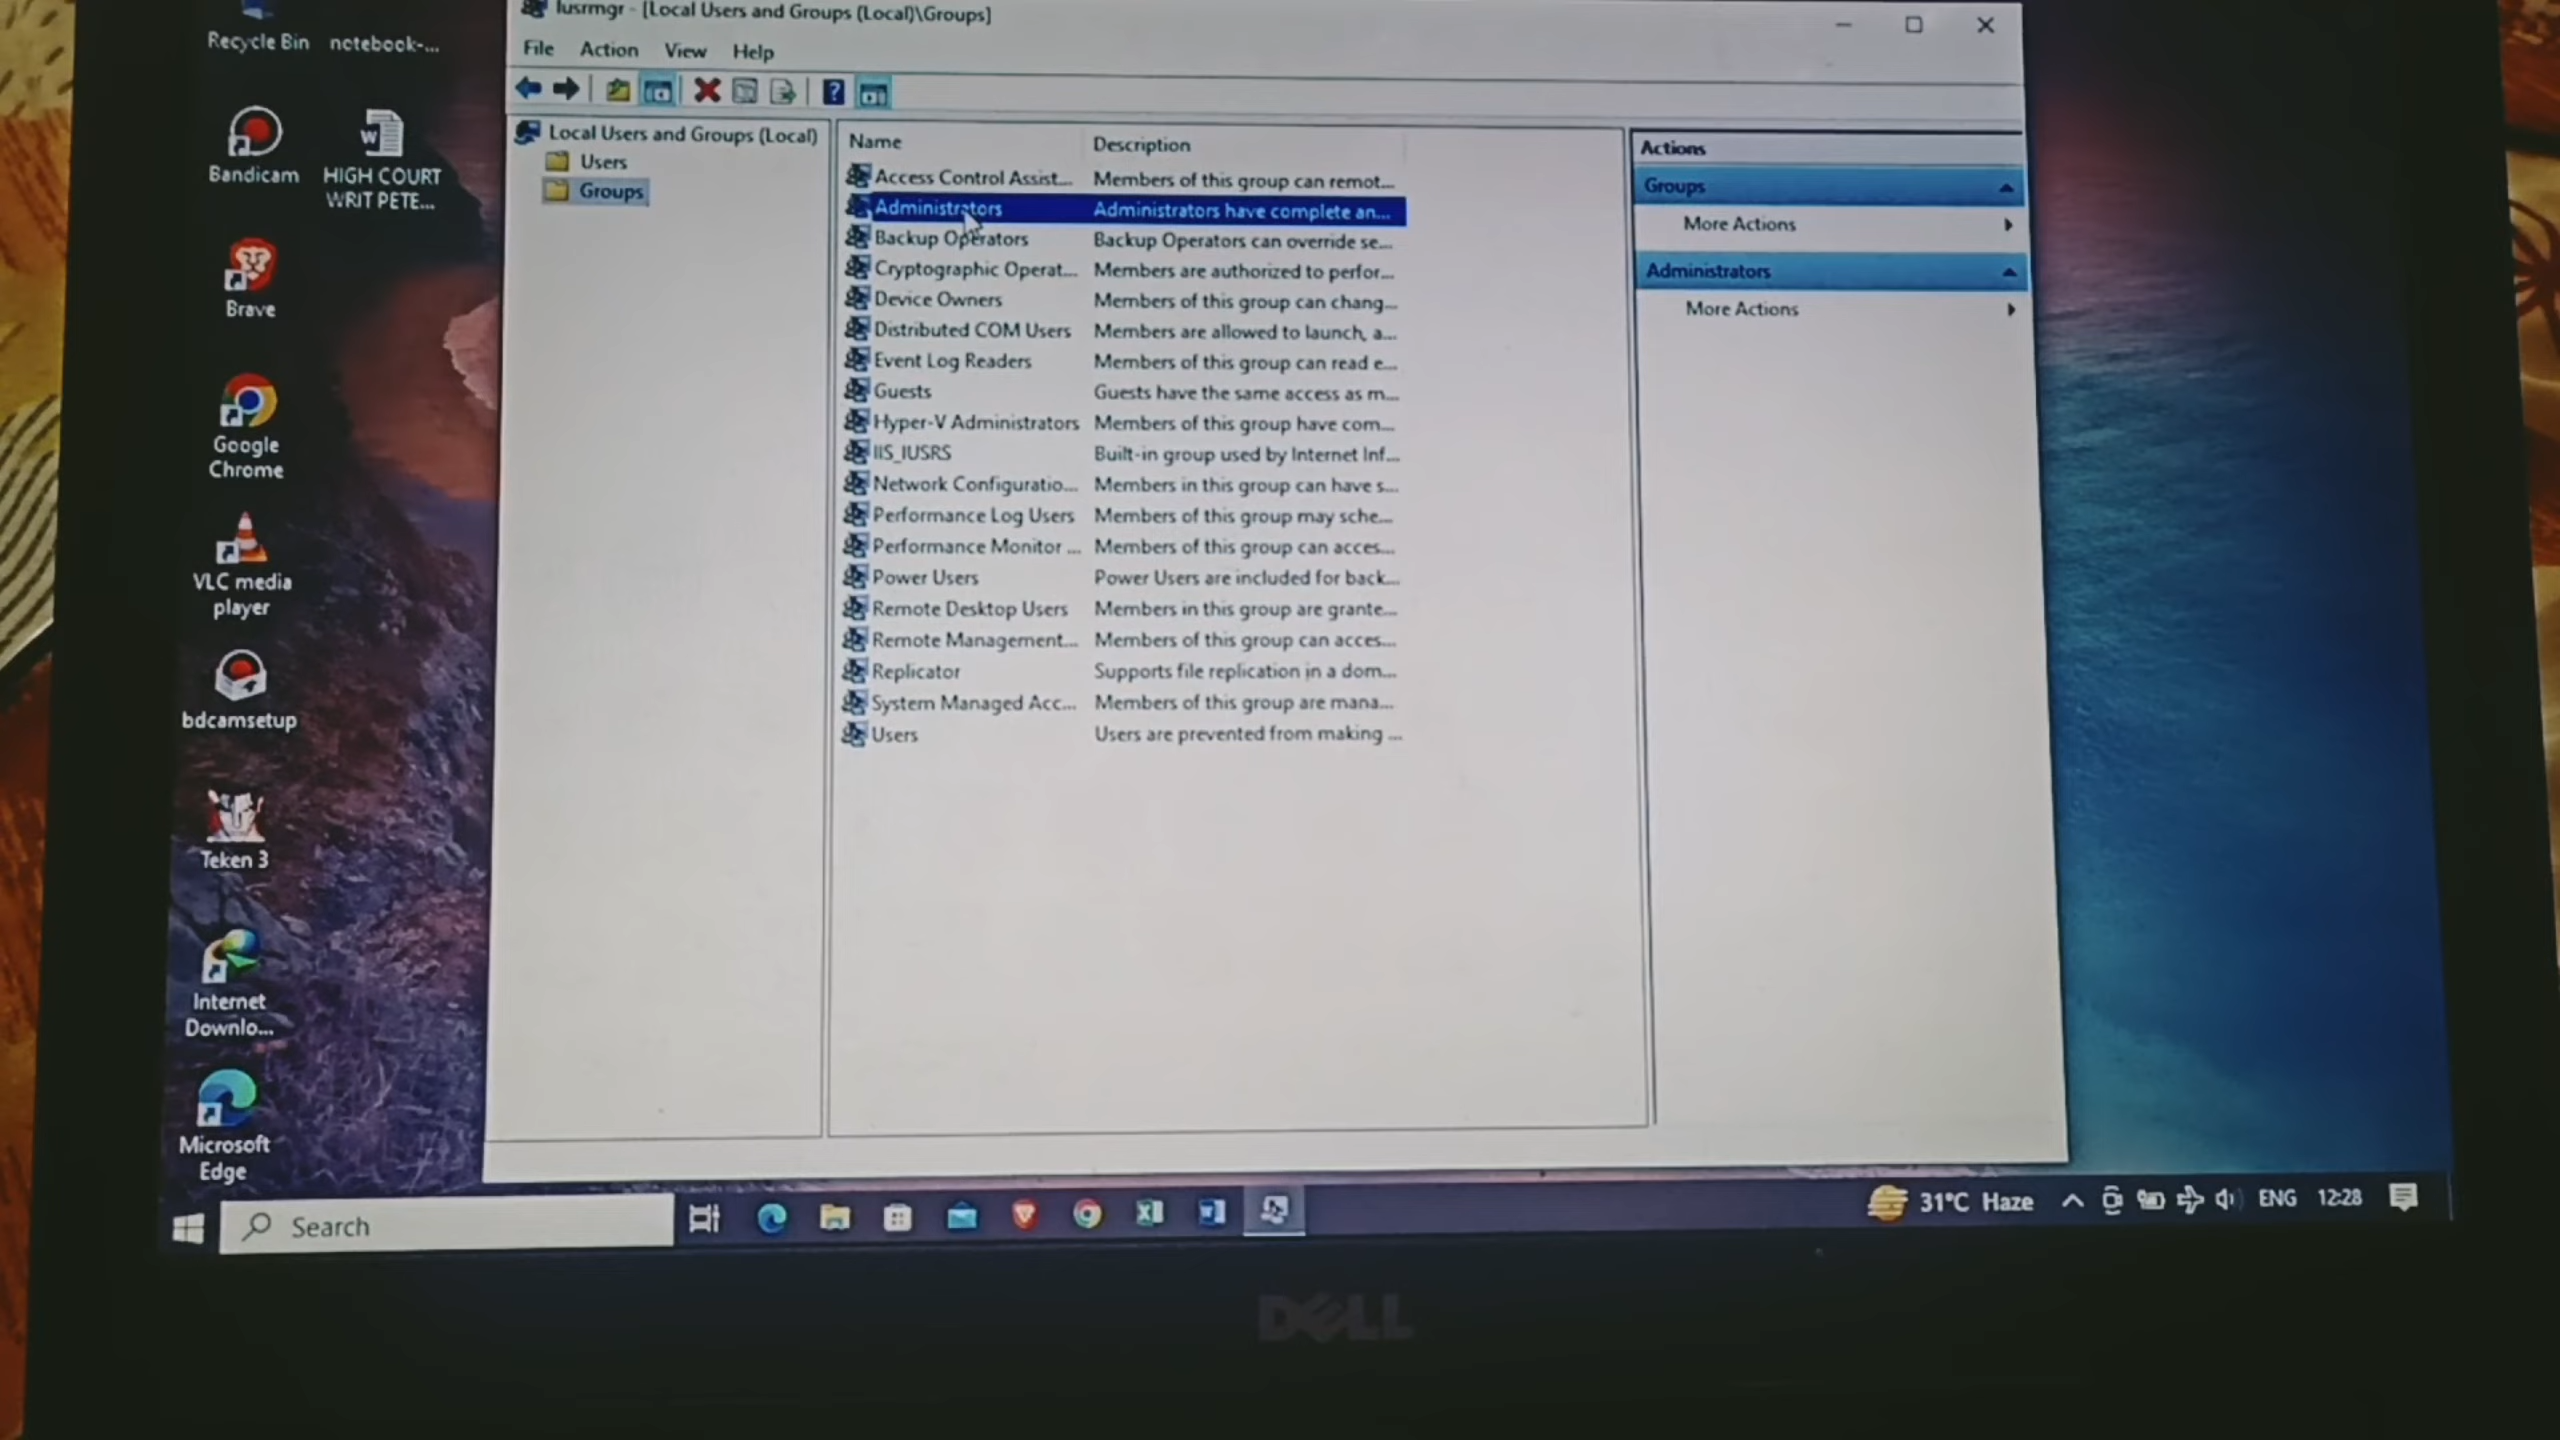 lusrmgr - [Local Users and Groups (Local)\Groups]
File Action View Help
Local Users and Groups (Local)
Users
Groups
Name Description
Access Control Assist... Members of this group can remot...
Administrators Administrators have complete an...
Backup Operators Backup Operators can override se...
Cryptographic Operat... Members are authorized to perfor...
Device Owners Members of this group can chang...
Distributed COM Users Members are allowed to launch, a...
Event Log Readers Members of this group can read e...
Guests Guests have the same access as m...
Hyper-V Administrators Members of this group have com...
IIS_IUSRS Built-in group used by Internet Inf...
Network Configuratio... Members in this group can have s...
Performance Log Users Members of this group may sche...
Performance Monitor ... Members of this group can acces...
Power Users Power Users are included for back...
Remote Desktop Users Members in this group are grante...
Remote Management... Members of this group can acces...
Replicator Supports file replication in a dom...
System Managed Acc... Members of this group are mana...
Users Users are prevented from making ...
Actions
Groups
More Actions
Administrators
More Actions
Recycle Bin notebook-...
Bandicam
HIGH COURT
WRIT PETE...
Brave
Google
Chrome
VLC media
player
bdcamsetup
Teken 3
Internet
Downlo...
Microsoft
Edge
Search
31°C Haze ENG 12:28
DELL